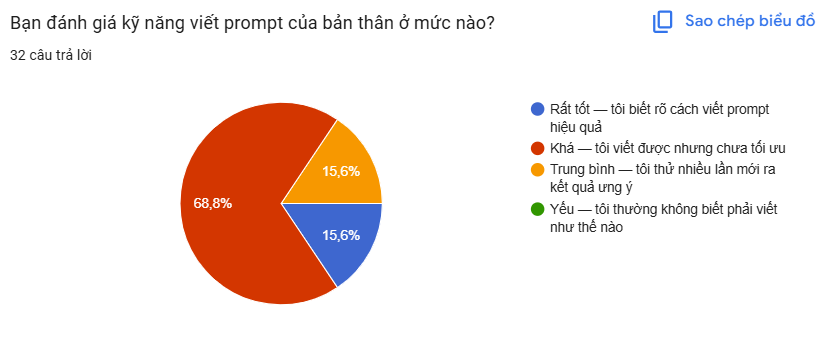 Bạn đánh giá kỹ năng viết prompt của bản thân ở mức nào?
Sao chép biểu đồ
32 câu trả lời
Rất tốt — tôi biết rõ cách viết prompt
hiệu quả
Khá — tôi viết được nhưng chưa tối ưu
Trung bình — tôi thử nhiều lần mới ra
kết quả ưng ý
Yếu — tôi thường không biết phải viết
như thế nào
15,6%
68,8%
15,6%